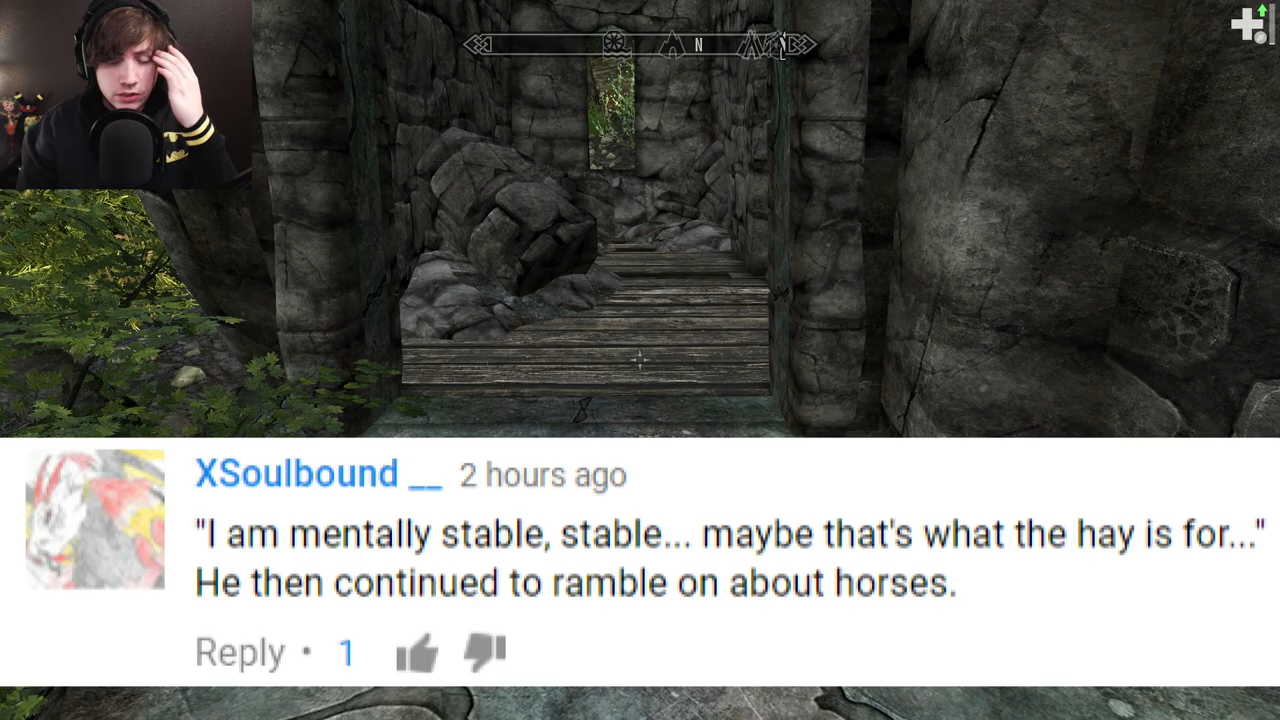 N
XSoulbound __ 2 hours ago
"I am mentally stable, stable... maybe that's what the hay is for..."
He then continued to ramble on about horses.
Reply • 1